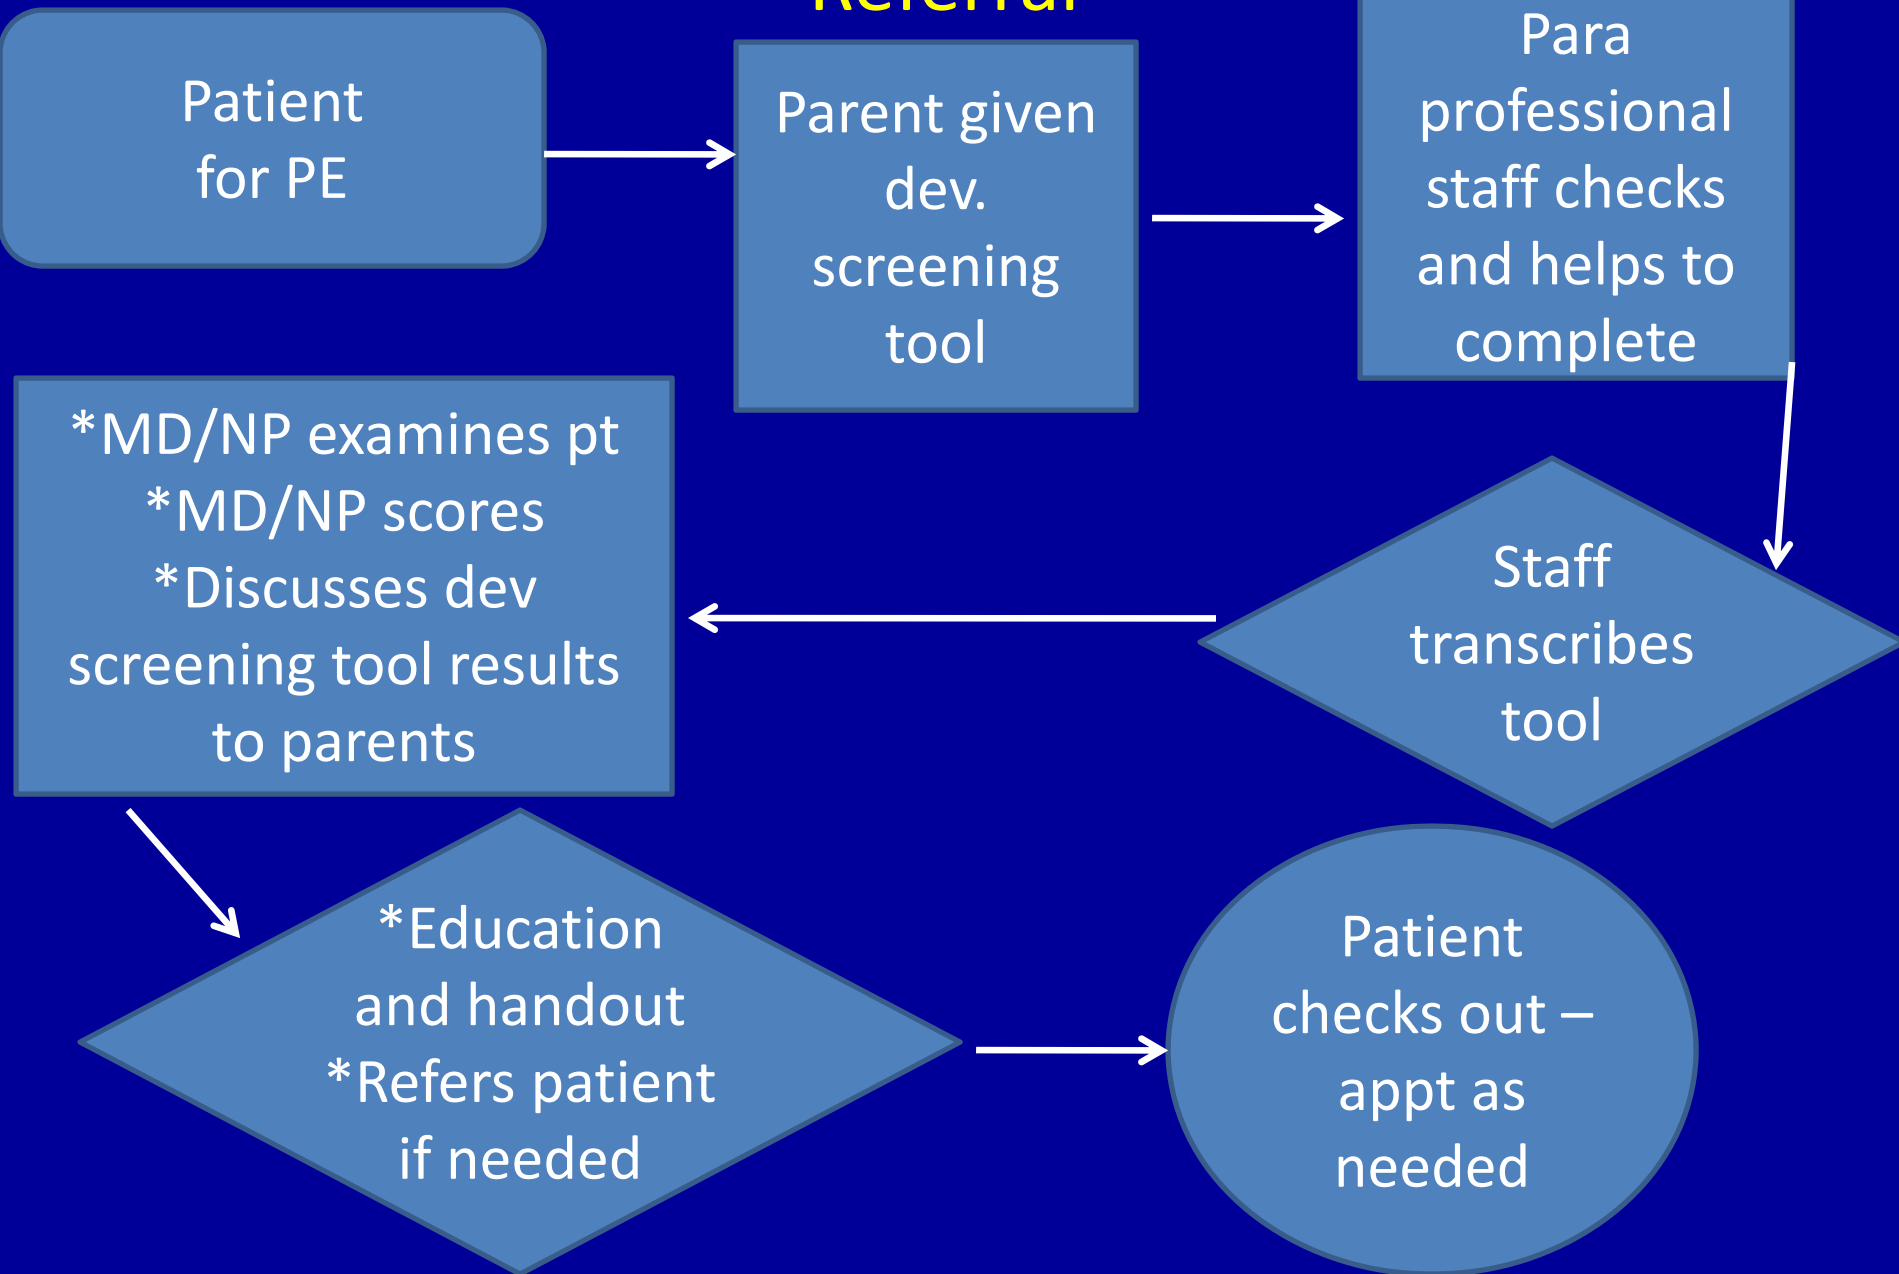 Referral
Patient
for PE
Parent given
dev.
screening
tool
Para
professional
staff checks
and helps to
complete
Staff
transcribes
tool
*MD/NP examines pt
*MD/NP scores
*Discusses dev
screening tool results
to parents
*Education
and handout
*Refers patient
if needed
Patient
checks out –
appt as
needed